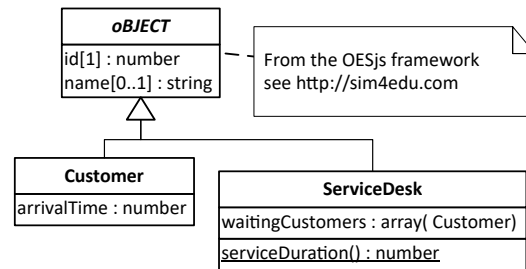 oBJECT
id[1] : number
name[0..1] : string
From the OESjs framework
see http://sim4edu.com
Customer
arrivalTime : number
ServiceDesk
waitingCustomers : array( Customer)
serviceDuration() : number